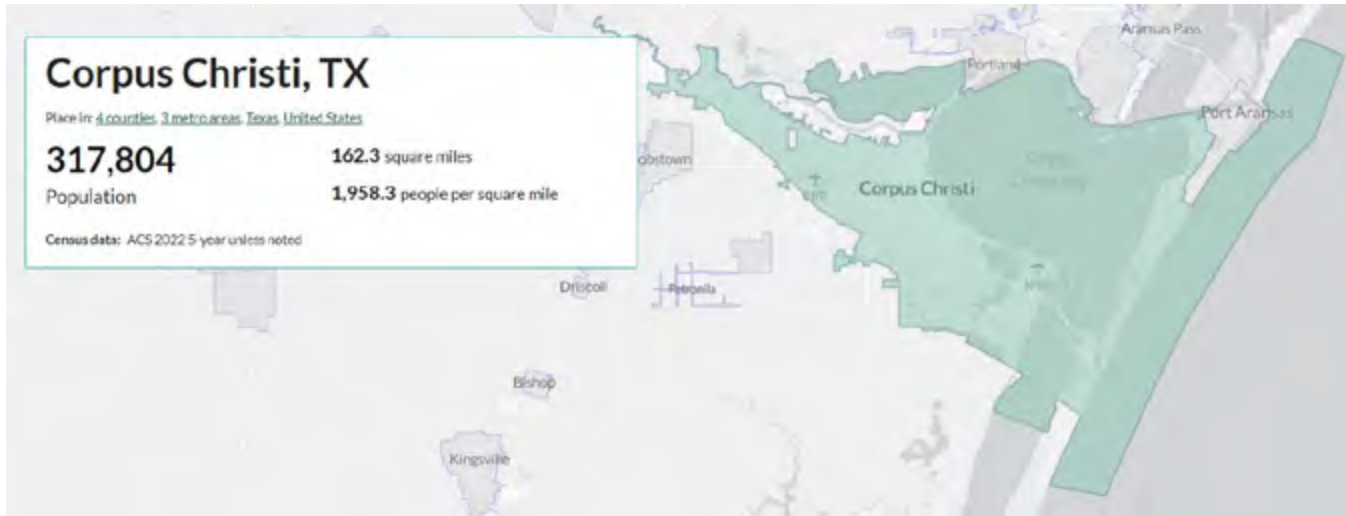 Corpus Christi, TX
Place in: 4 counties, 3 metro areas, Texas, United States
317,804
Population
162.3 square miles
1,958.3 people per square mile
Census data: ACS 2022 5-year unless noted
Aransas Pass
Portland
Port Aransas
obstown
Corpus Christi
Driscoll
Petronila
Bishop
Kingsville